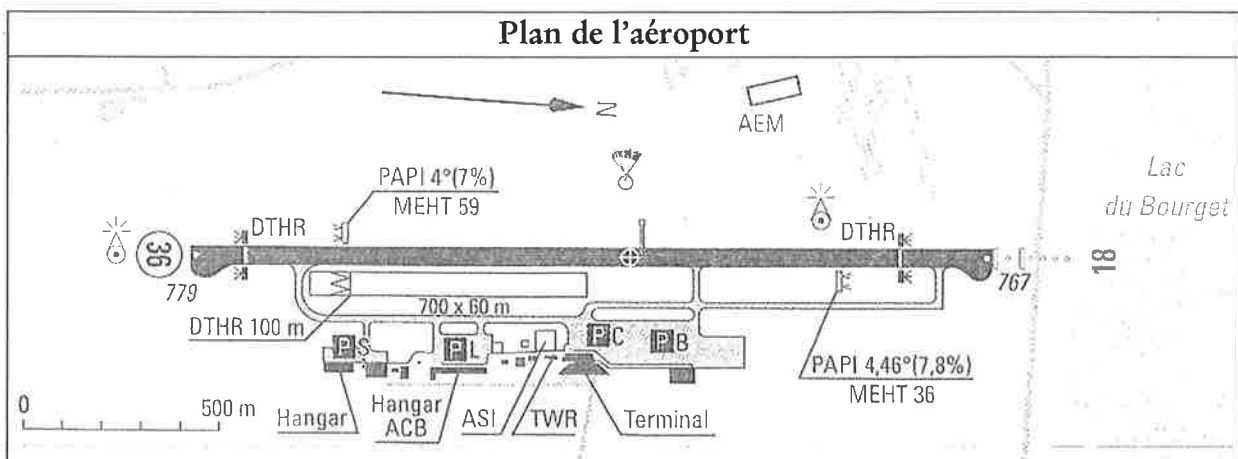 Plan de l'aéroport
N
AEM
Lac
du Bourget
PAPI 4°(7%)
MEHT 59
DTHR
DTHR
36
18
779
767
700 x 60 m
DTHR 100 m
P S
P L
P C
P B
PAPI 4,46°(7,8%)
MEHT 36
0
500 m
Hangar
Hangar
ACB
ASI
TWR
Terminal